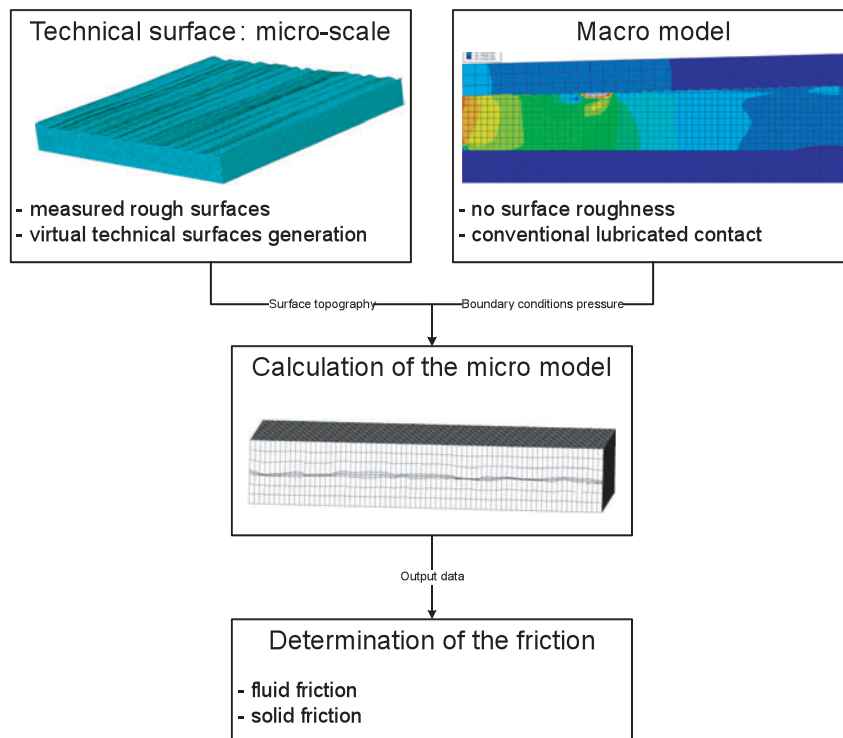 Technical surface: micro-scale
- measured rough surfaces
- virtual technical surfaces generation
Macro model
- no surface roughness
- conventional lubricated contact
Surface topography
Boundary conditions pressure
Calculation of the micro model
Output data
Determination of the friction
- fluid friction
- solid friction